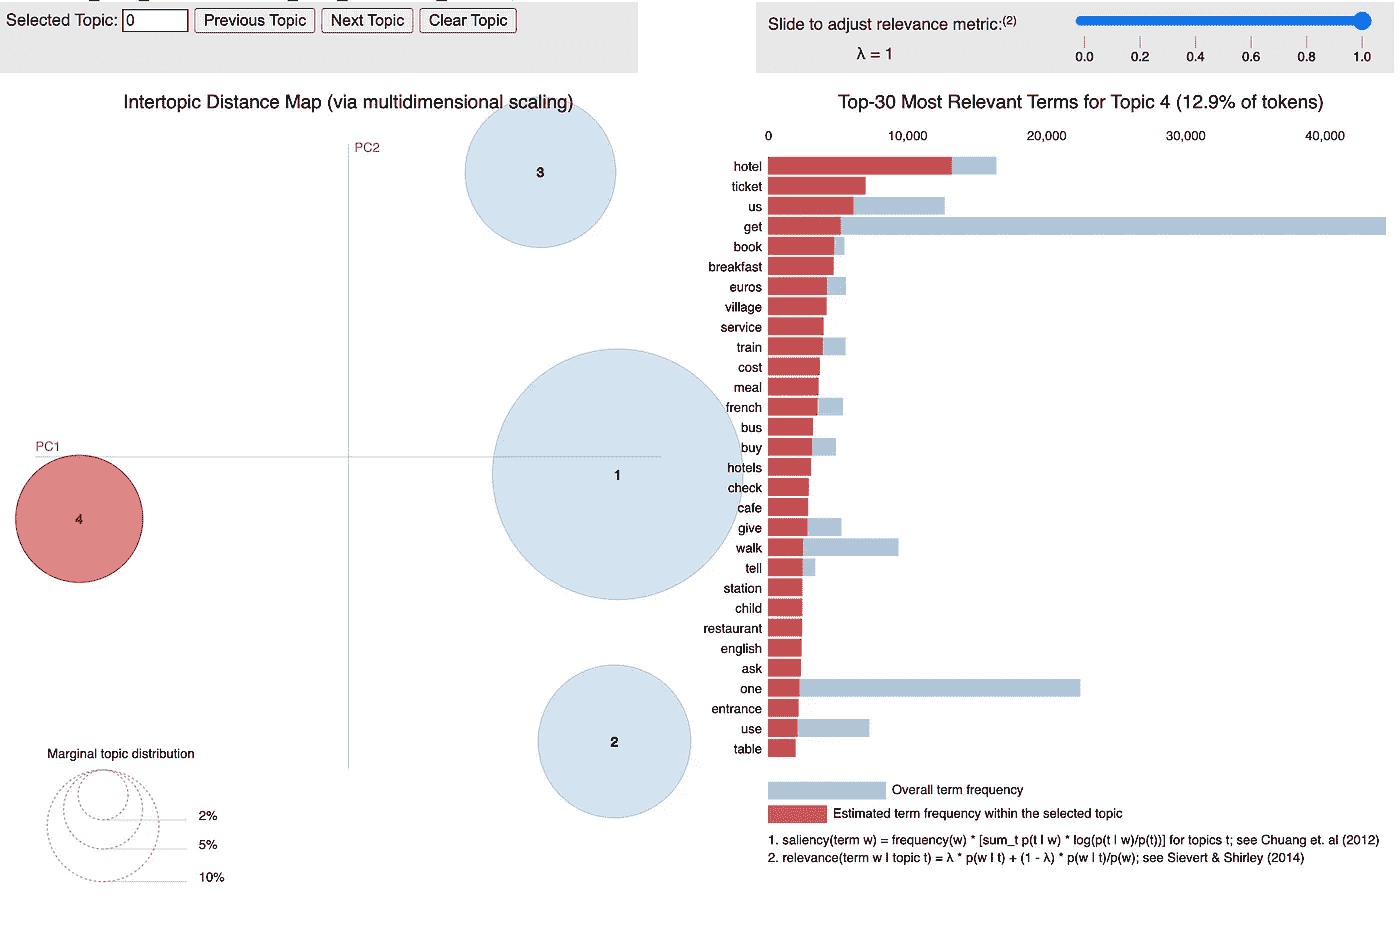 Selected Topic: 0 Previous Topic Next Topic Clear Topic
Slide to adjust relevance metric:(2)
λ = 1
0.0 0.2 0.4 0.6 0.8 1.0
Intertopic Distance Map (via multidimensional scaling)
PC2
PC1
3
1
4
2
Marginal topic distribution
2%
5%
10%
Top-30 Most Relevant Terms for Topic 4 (12.9% of tokens)
0 10,000 20,000 30,000 40,000
hotel
ticket
us
get
book
breakfast
euros
village
service
train
cost
meal
french
bus
buy
hotels
check
cafe
give
walk
tell
station
child
restaurant
english
ask
one
entrance
use
table
Overall term frequency
Estimated term frequency within the selected topic
1. saliency(term w) = frequency(w) * [sum_t p(t | w) * log(p(t | w)/p(t))] for topics t; see Chuang et. al (2012)
2. relevance(term w | topic t) = λ * p(w | t) + (1 - λ) * p(w | t)/p(w); see Sievert & Shirley (2014)